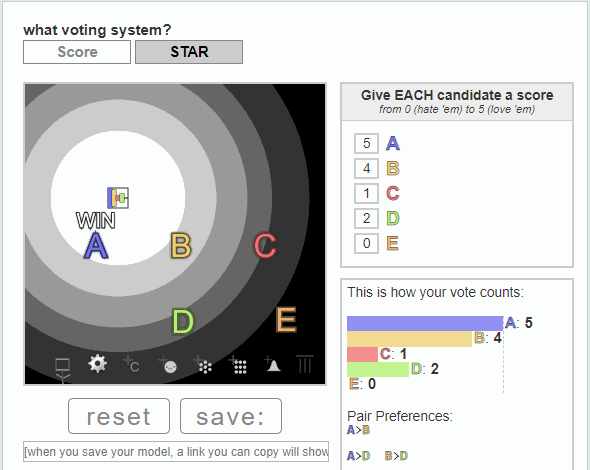 what voting system?
Score STAR
WIN
A B C
D E
C
reset save:
[when you save your model, a link you can copy will show
Give EACH candidate a score
from 0 (hate 'em) to 5 (love 'em)
5 A
4 B
1 C
2 D
0 E
This is how your vote counts:
A: 5
B: 4
C: 1
D: 2
E: 0
Pair Preferences:
A>B
A>D B>D